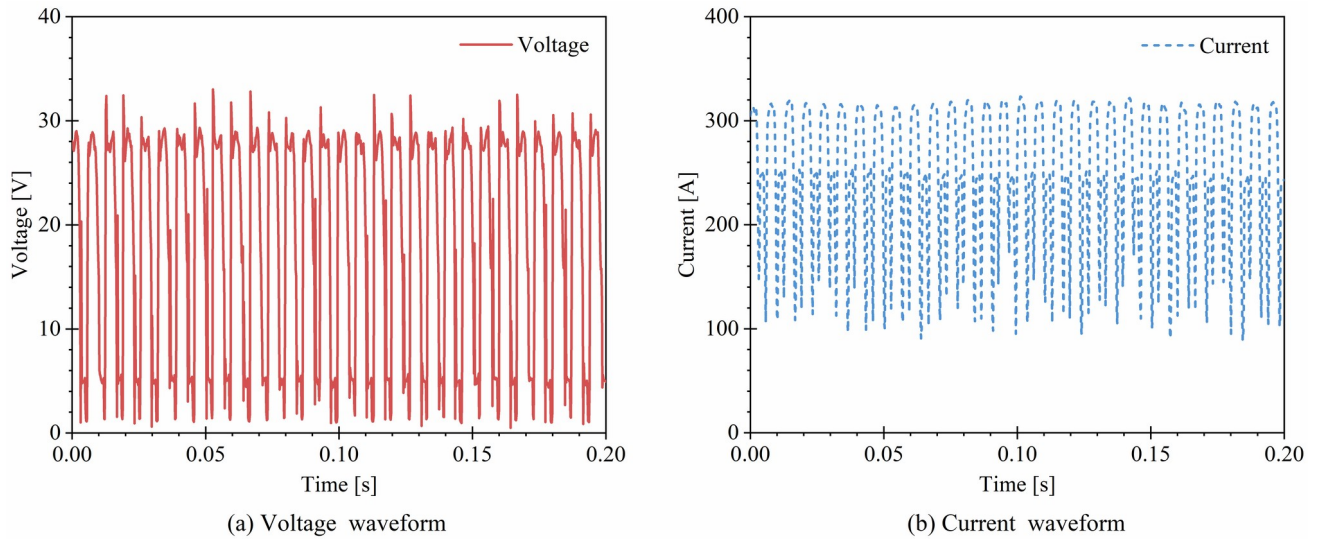 40
30
20
10
0
Voltage [V]
Voltage
0.00 0.05 0.10 0.15 0.20
Time [s]
(a) Voltage waveform
400
300
200
100
0
Current [A]
Current
0.00 0.05 0.10 0.15 0.20
Time [s]
(b) Current waveform